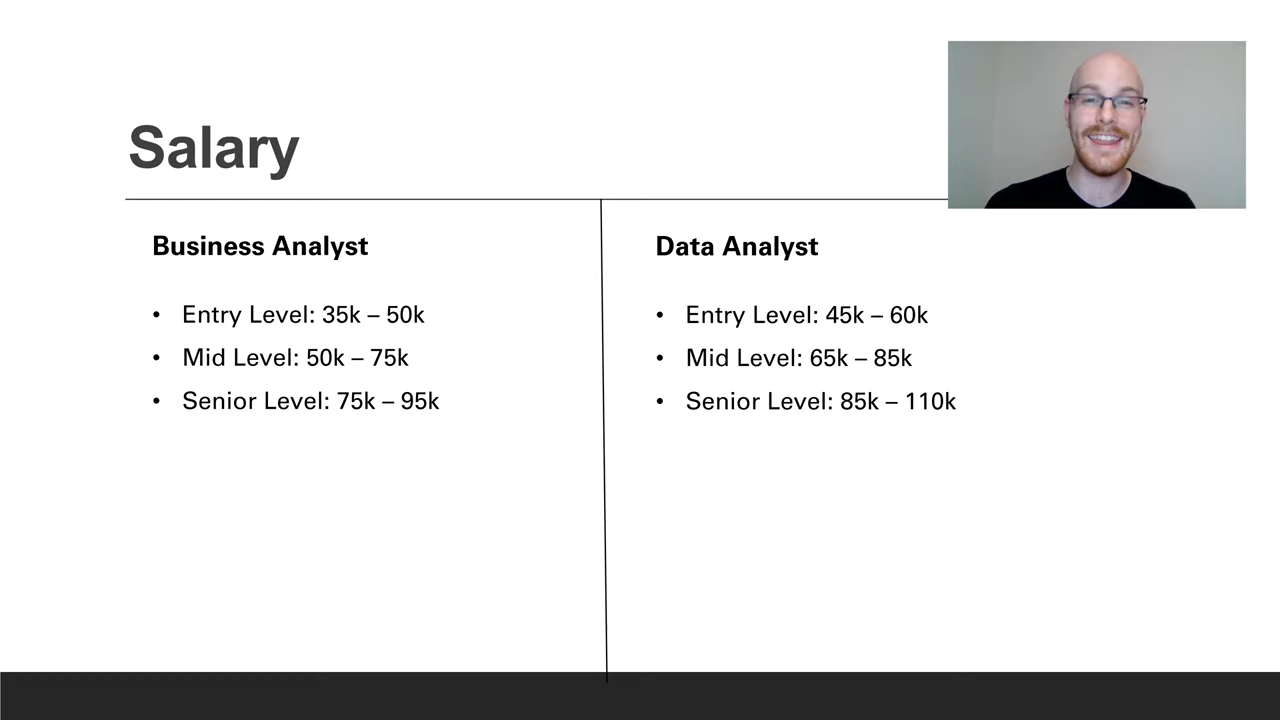 Salary
Business Analyst
• Entry Level: 35k – 50k
• Mid Level: 50k – 75k
• Senior Level: 75k – 95k
Data Analyst
• Entry Level: 45k – 60k
• Mid Level: 65k – 85k
• Senior Level: 85k – 110k